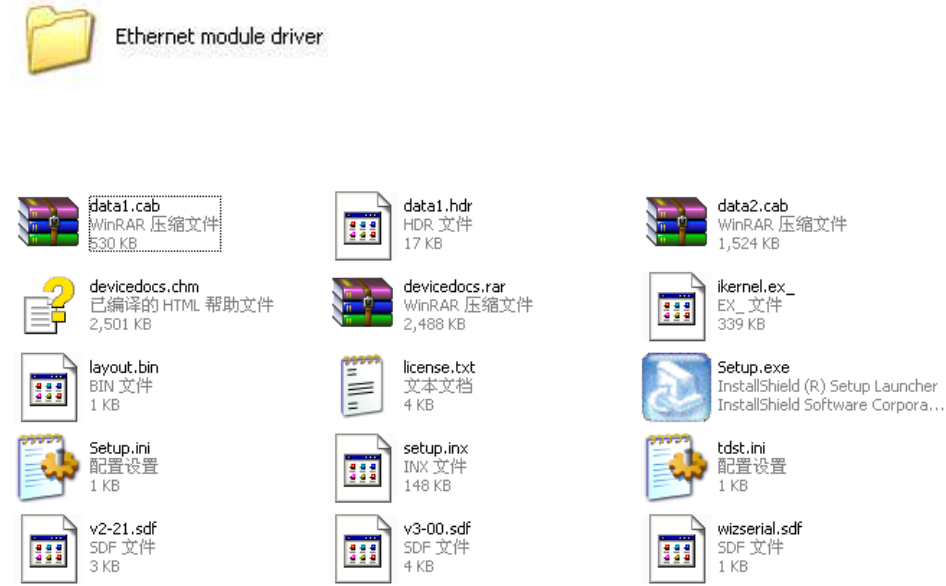 Ethernet module driver
data1.cab
WinRAR 压缩文件
530 KB
data1.hdr
HDR 文件
17 KB
data2.cab
WinRAR 压缩文件
1,524 KB
devicedocs.chm
已编译的 HTML 帮助文件
2,501 KB
devicedocs.rar
WinRAR 压缩文件
2,488 KB
ikernel.ex_
EX_ 文件
339 KB
layout.bin
BIN 文件
1 KB
license.txt
文本文档
4 KB
Setup.exe
InstallShield (R) Setup Launcher
InstallShield Software Corpora...
Setup.ini
配置设置
1 KB
setup.inx
INX 文件
148 KB
tdst.ini
配置设置
1 KB
v2-21.sdf
SDF 文件
3 KB
v3-00.sdf
SDF 文件
4 KB
wizserial.sdf
SDF 文件
1 KB